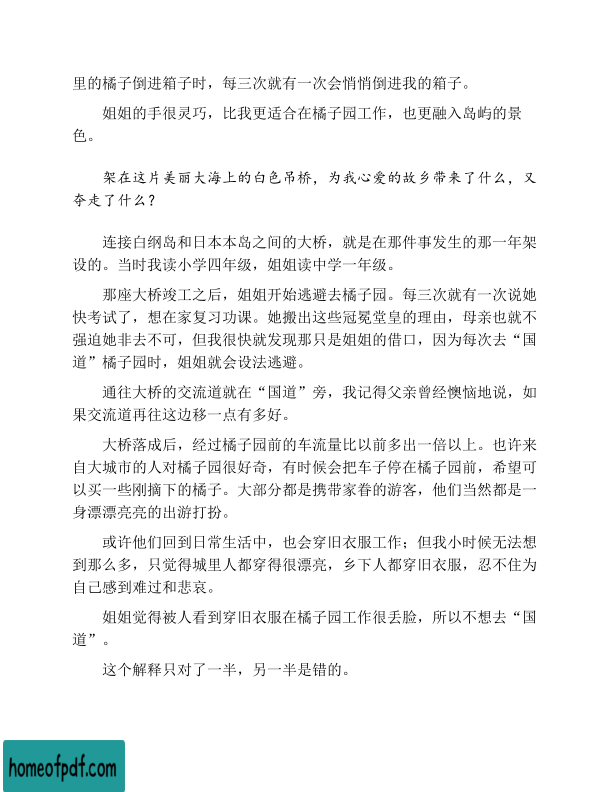 里的橘子倒进箱子时，每三次就有一次会悄悄倒进我的箱子。
姐姐的手很灵巧，比我更适合在橘子园工作，也更融入岛屿的景
色。
架在这片美丽大海上的白色吊桥，为我心爱的故乡带来了什么，又
夺走了什么？
连接白纲岛和日本本岛之间的大桥，就是在那件事发生的那一年架
设的。当时我读小学四年级，姐姐读中学一年级。
那座大桥竣工之后，姐姐开始逃避去橘子园。每三次就有一次说她
快考试了，想在家复习功课。她搬出这些冠冕堂皇的理由，母亲也就不
强迫她非去不可，但我很快就发现那只是姐姐的借口，因为每次去“国
道”橘子园时，姐姐就会设法逃避。
通往大桥的交流道就在“国道”旁，我记得父亲曾经懊恼地说，如
果交流道再往这边移一点有多好。
大桥落成后，经过橘子园前的车流量比以前多出一倍以上。也许来
自大城市的人对橘子园很好奇，有时候会把车子停在橘子园前，希望可
以买一些刚摘下的橘子。大部分都是携带家眷的游客，他们当然都是一
身漂漂亮亮的出游打扮。
或许他们回到日常生活中，也会穿旧衣服工作；但我小时候无法想
到那么多，只觉得城里人都穿得很漂亮，乡下人都穿旧衣服，忍不住为
自己感到难过和悲哀。
姐姐觉得被人看到穿旧衣服在橘子园工作很丢脸，所以不想去“国
道”。
这个解释只对了一半，另一半是错的。
homeofpdf.com